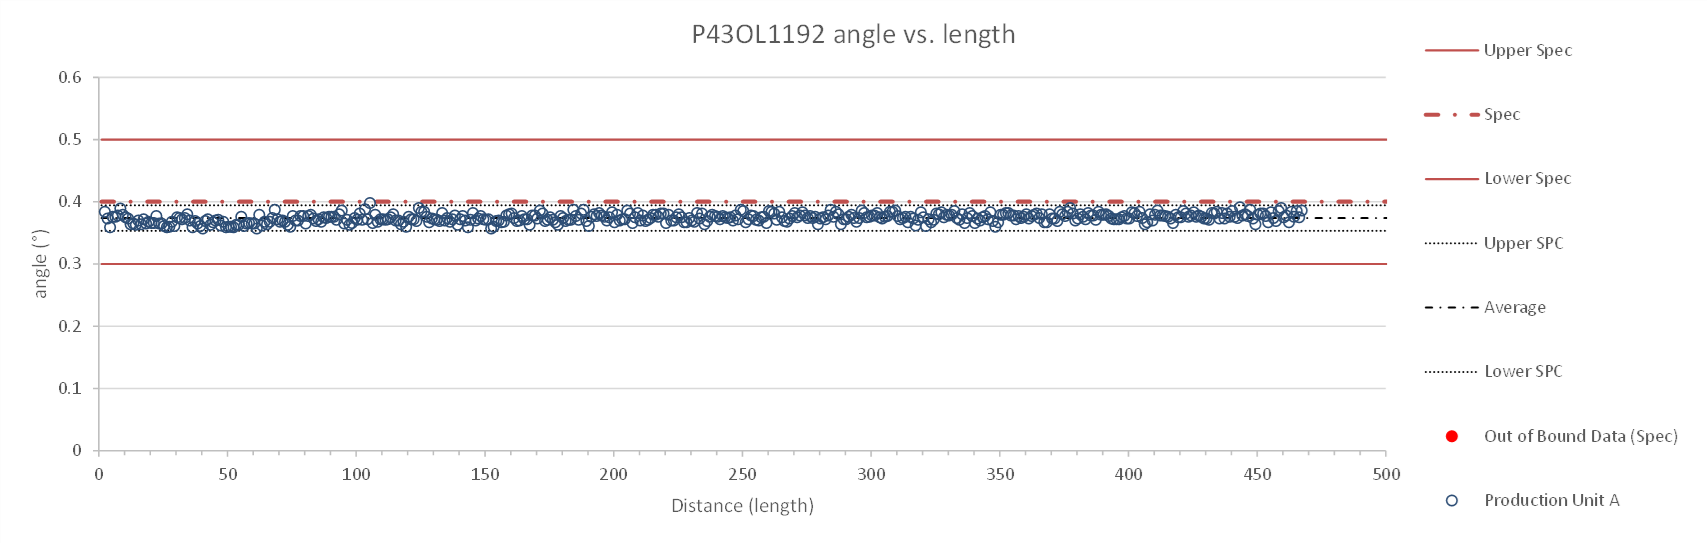 P43OL1192 angle vs. length
0.6
0.5
0.4
0.3
0.2
0.1
0
angle (°)
0 50 100 150 200 250 300 350 400 450 500
Distance (length)
Upper Spec
Spec
Lower Spec
Upper SPC
Average
Lower SPC
Out of Bound Data (Spec)
Production Unit A